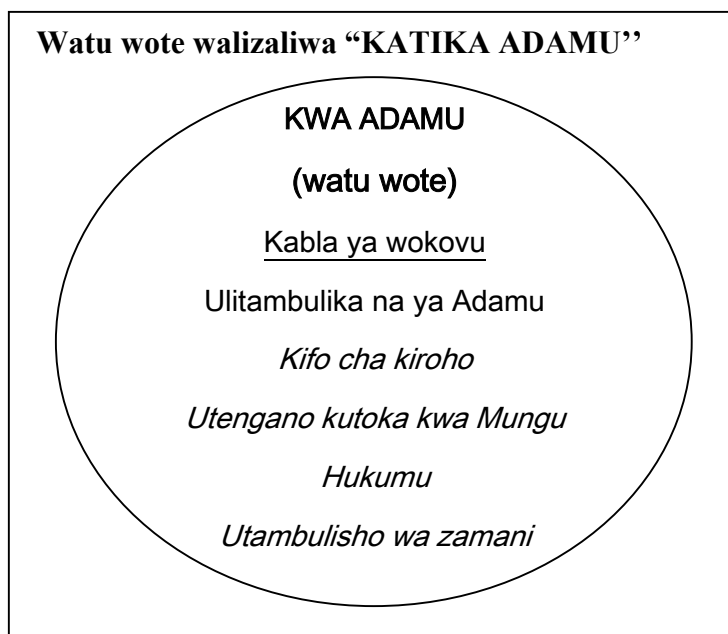 Watu wote walizaliwa “KATIKA ADAMU’’
KWA ADAMU
(watu wote)
Kabla ya wokovu
Ulitambulika na ya Adamu
Kifo cha kiroho
Utengano kutoka kwa Mungu
Hukumu
Utambulisho wa zamani